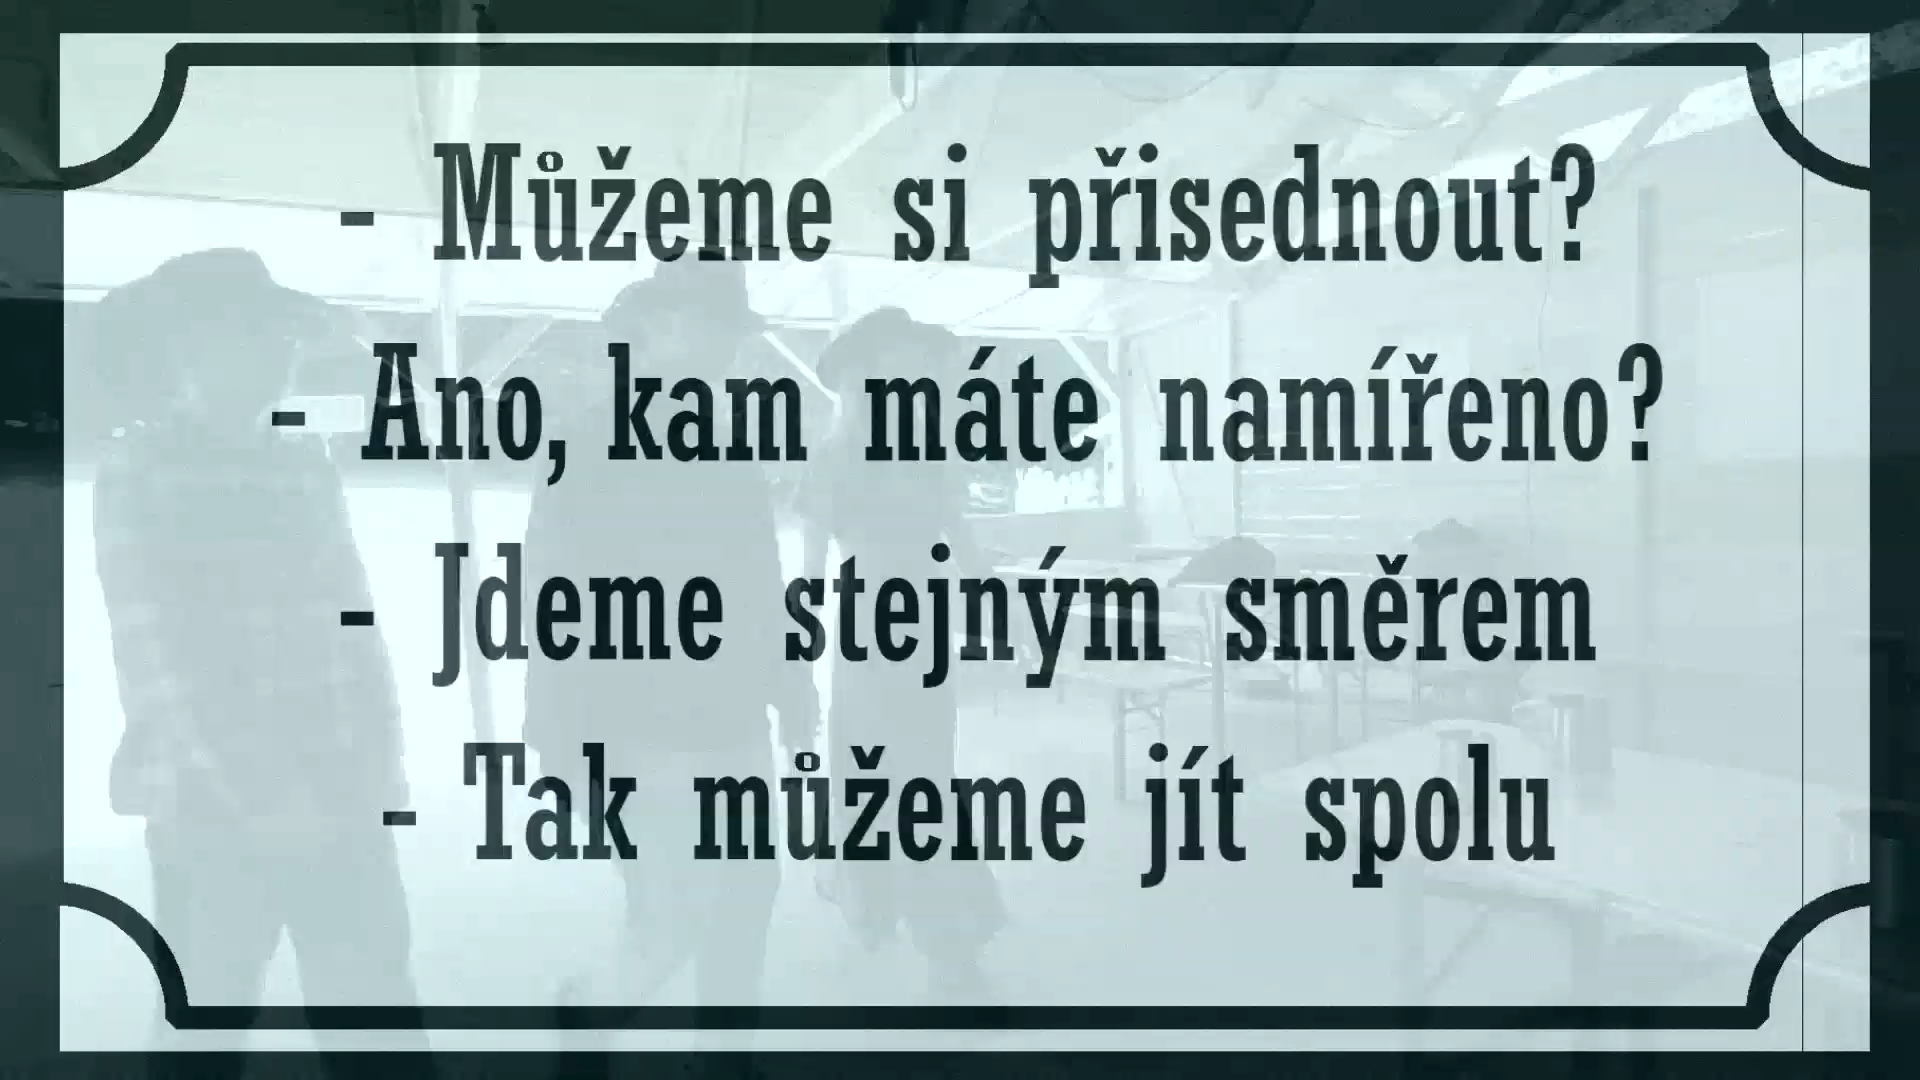 - Můžeme si přisednout?
- Ano, kam máte namířeno?
- Jdeme stejným směrem
- Tak můžeme jít spolu